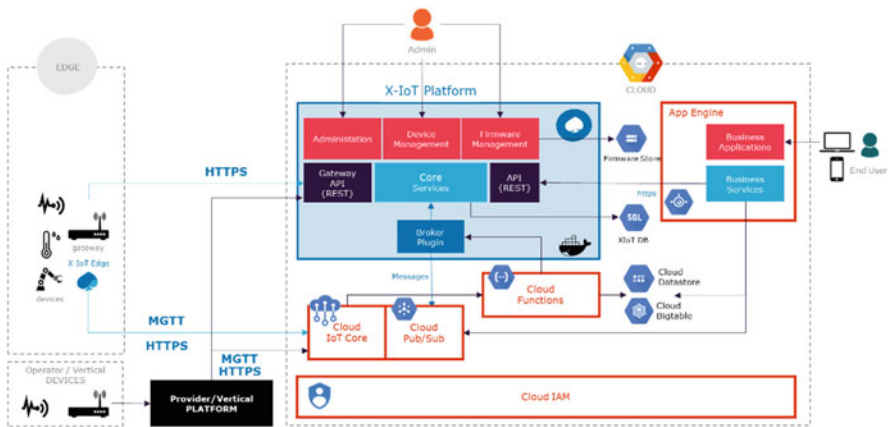 Admin
EDGE
CLOUD
X-IoT Platform
App Engine
Administation
Device
Management
Firmware
Management
Business
Applications
Firmware Store
End User
HTTPS
Gateway
API
{REST}
Core
Services
API
{REST}
https
Business
Services
SQL
XIoT DB
gateway
X-IoT Edge
devices
Broker
Plugin
Messages
Cloud
Functions
Cloud
Datastore
Cloud
Bigtable
MGTT
HTTPS
Cloud
IoT Core
Cloud
Pub/Sub
MGTT
HTTPS
Operator / Vertical
DEVICES
Provider/Vertical
PLATFORM
Cloud IAM